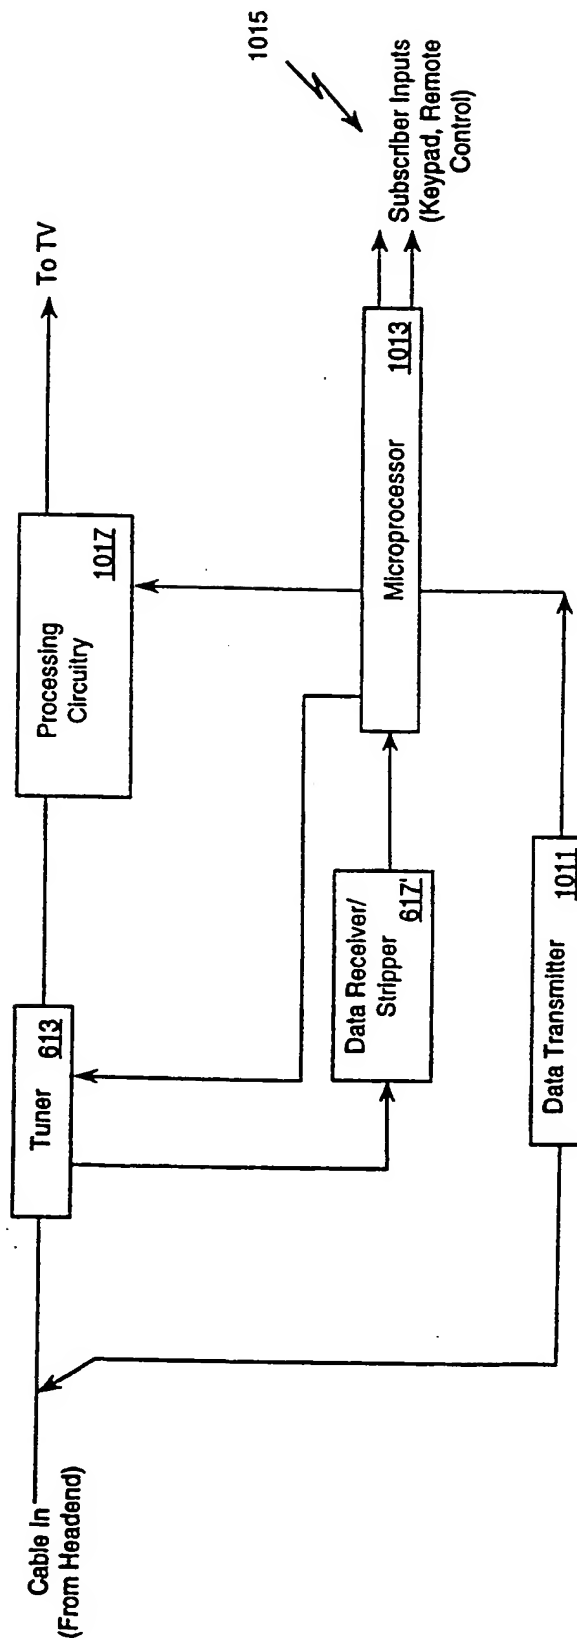 1015
Cable In
(From Headend)
Tuner
613
Processing
Circuitry
1017
To TV
Data Receiver/
Stripper
617'
Microprocessor
1013
Subscriber Inputs
(Keypad, Remote
Control)
Data Transmitter
1011